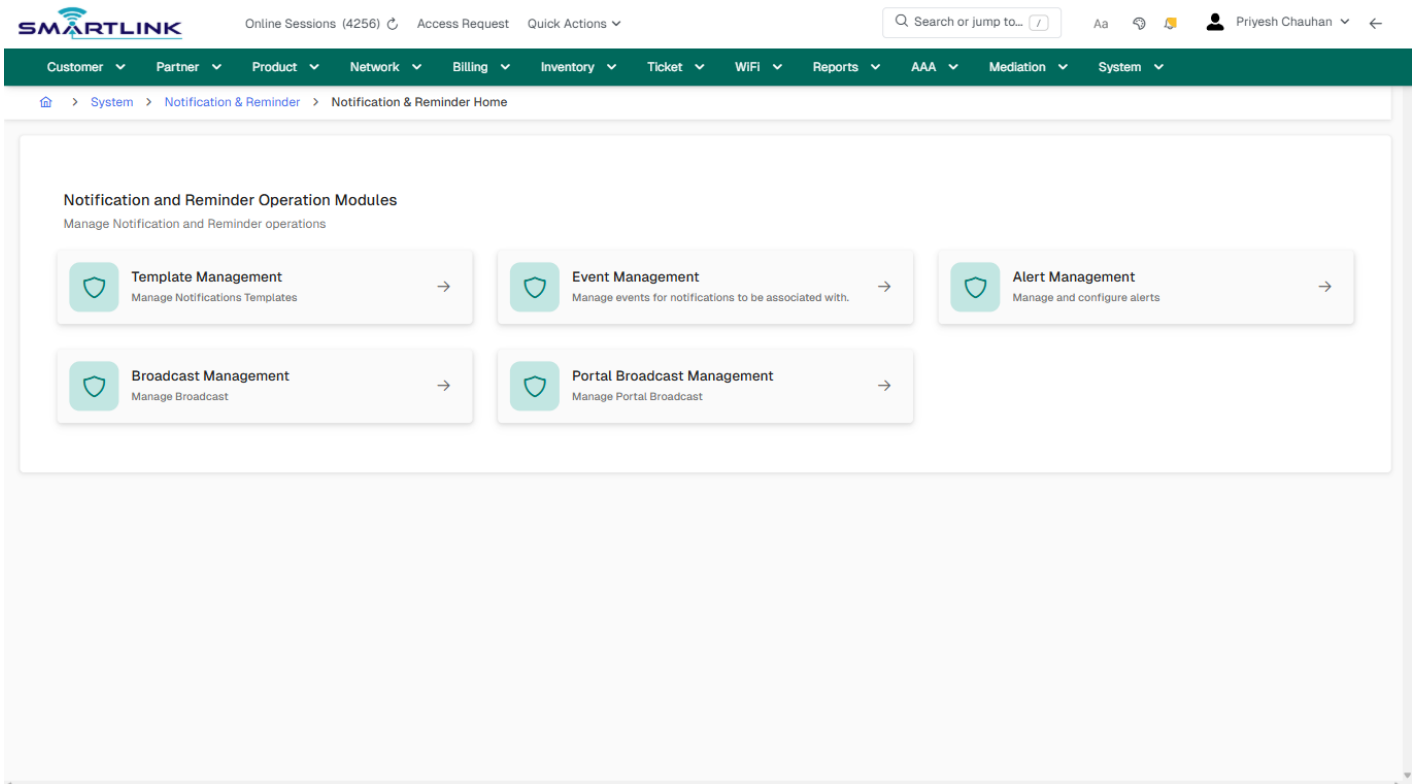 SMARTLINK Online Sessions (4256) Access Request Quick Actions Search or jump to... / Aa Priyesh Chauhan
Customer Partner Product Network Billing Inventory Ticket WiFi Reports AAA Mediation System
> System > Notification & Reminder > Notification & Reminder Home
Notification and Reminder Operation Modules
Manage Notification and Reminder operations
Template Management
Manage Notifications Templates
Event Management
Manage events for notifications to be associated with.
Alert Management
Manage and configure alerts
Broadcast Management
Manage Broadcast
Portal Broadcast Management
Manage Portal Broadcast